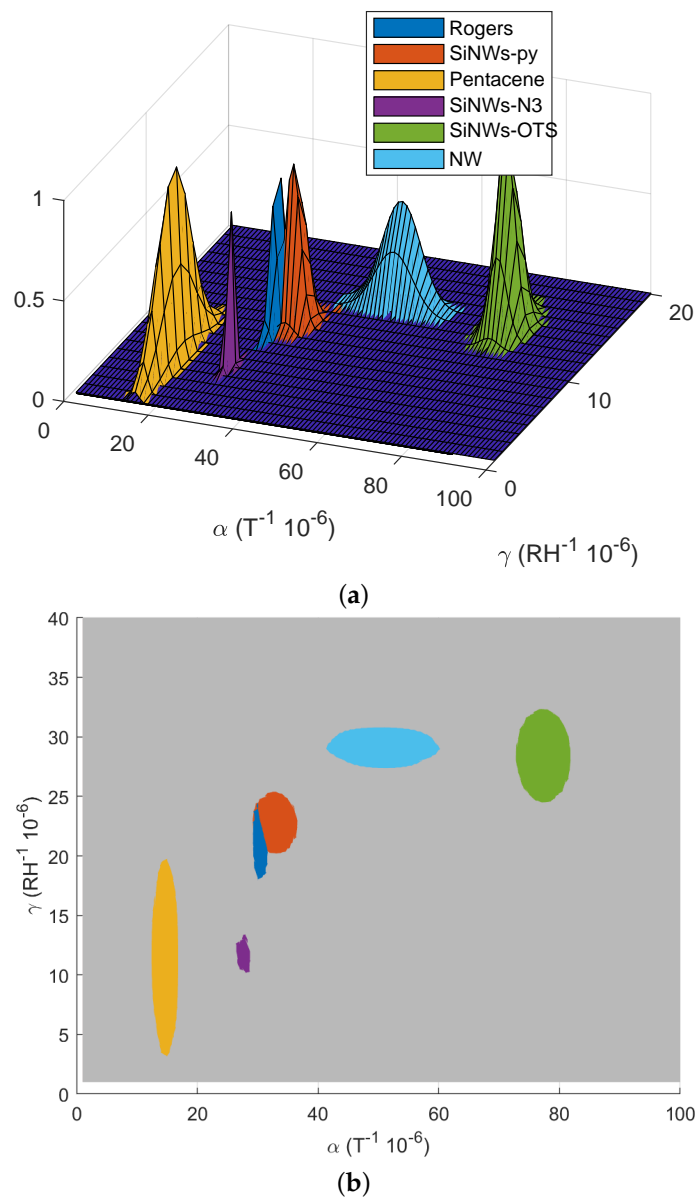 Rogers
SiNWs-py
Pentacene
SiNWs-N3
SiNWs-OTS
NW
1
0.5
0
0
20
40
60
80
100
0
10
20
α (T⁻¹ 10⁻⁶)
γ (RH⁻¹ 10⁻⁶)
(a)
40
35
30
25
20
15
10
5
0
γ (RH⁻¹ 10⁻⁶)
0
20
40
60
80
100
α (T⁻¹ 10⁻⁶)
(b)